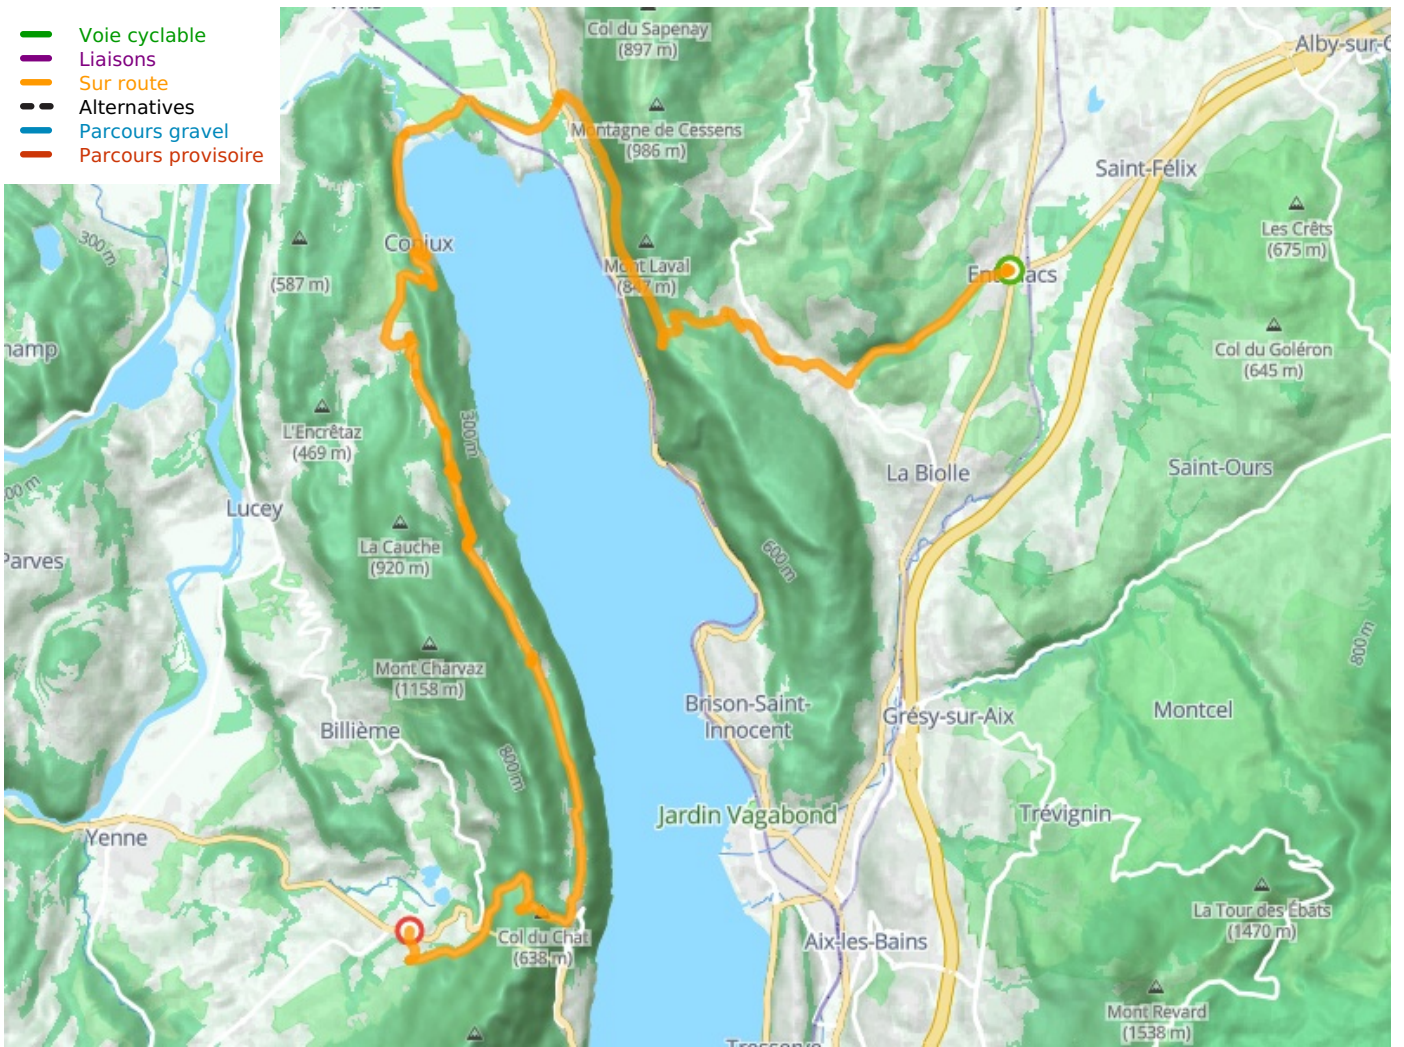 Voie cyclable
Liaisons
Sur route
Alternatives
Parcours gravel
Parcours provisoire
Col du Sapenay
(897 m)
Alby-sur-
Montagne de Cessens
(986 m)
Saint-Félix
300 m
Conjux
Les Crêts
(675 m)
Mont Laval
(847 m)
(587 m)
Col du Goléron
(645 m)
300 m
L'Encrêtaz
(469 m)
La Biolle
Saint-Ours
Lucey
La Cauche
(920 m)
Parves
600 m
800 m
Mont Charvaz
(1158 m)
Brison-Saint-
Innocent
Grésy-sur-Aix
Montcel
Billième
800 m
Jardin Vagabond
Trévignin
Yenne
La Tour des Ébats
(1470 m)
Col du Chat
(638 m)
Aix-les-Bains
Mont Revard
(1538 m)